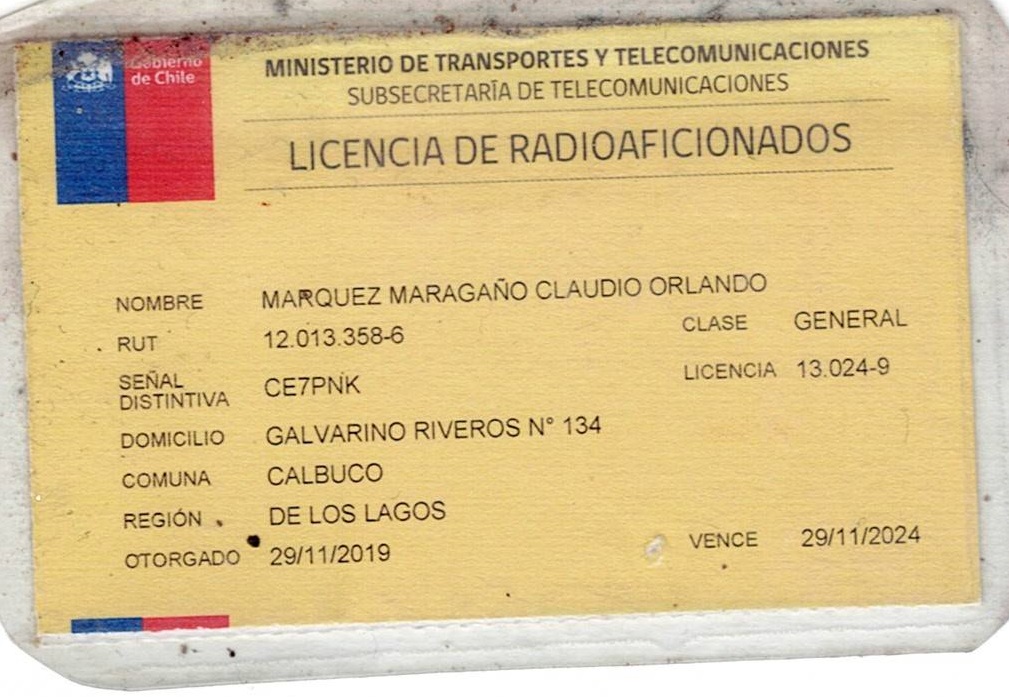 Gobierno
de Chile
MINISTERIO DE TRANSPORTES Y TELECOMUNICACIONES
SUBSECRETARÍA DE TELECOMUNICACIONES
LICENCIA DE RADIOAFICIONADOS
NOMBRE MARQUEZ MARAGAÑO CLAUDIO ORLANDO
RUT 12.013.358-6 CLASE GENERAL
SEÑAL
DISTINTIVA CE7PNK LICENCIA 13.024-9
DOMICILIO GALVARINO RIVEROS N° 134
COMUNA CALBUCO
REGIÓN DE LOS LAGOS
OTORGADO 29/11/2019 VENCE 29/11/2024